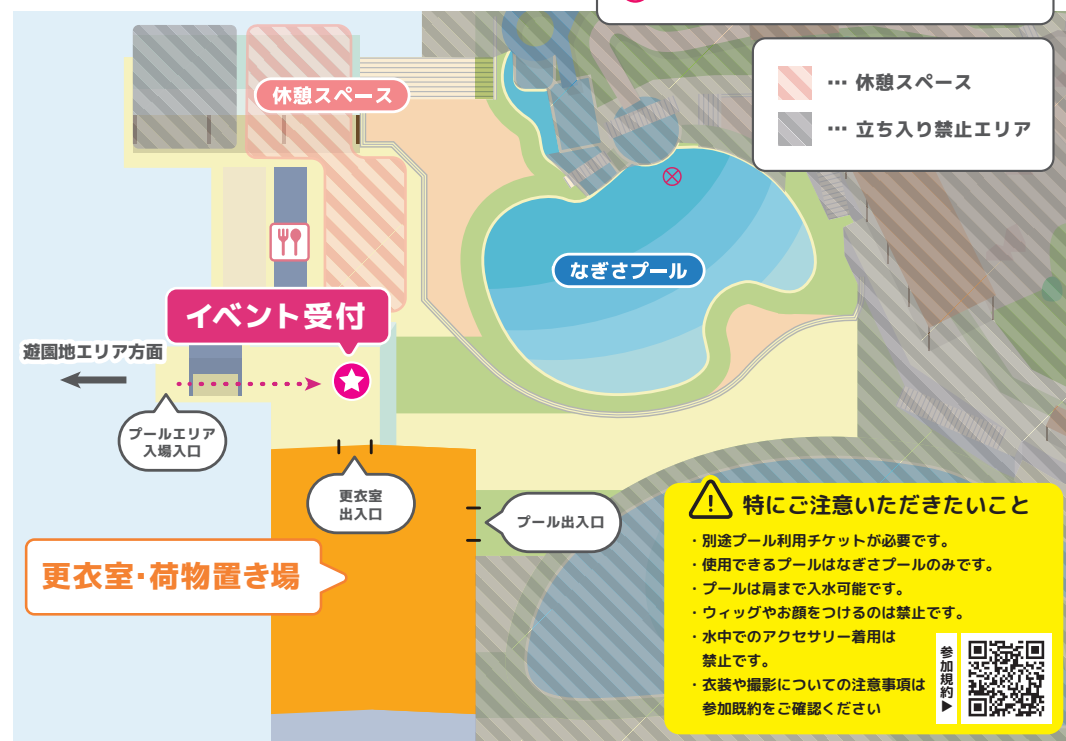 … 休憩スペース
… 立ち入り禁止エリア
休憩スペース
なぎさプール
イベント受付
遊園地エリア方面
プールエリア
入場入口
更衣室
出入口
プール出入口
更衣室・荷物置き場
特にご注意いただきたいこと
・別途プール利用チケットが必要です。
・使用できるプールはなぎさプールのみです。
・プールは肩まで入水可能です。
・ウィッグやお顔をつけるのは禁止です。
・水中でのアクセサリー着用は
禁止です。
・衣装や撮影についての注意事項は
参加既約をご確認ください
参加規約▶